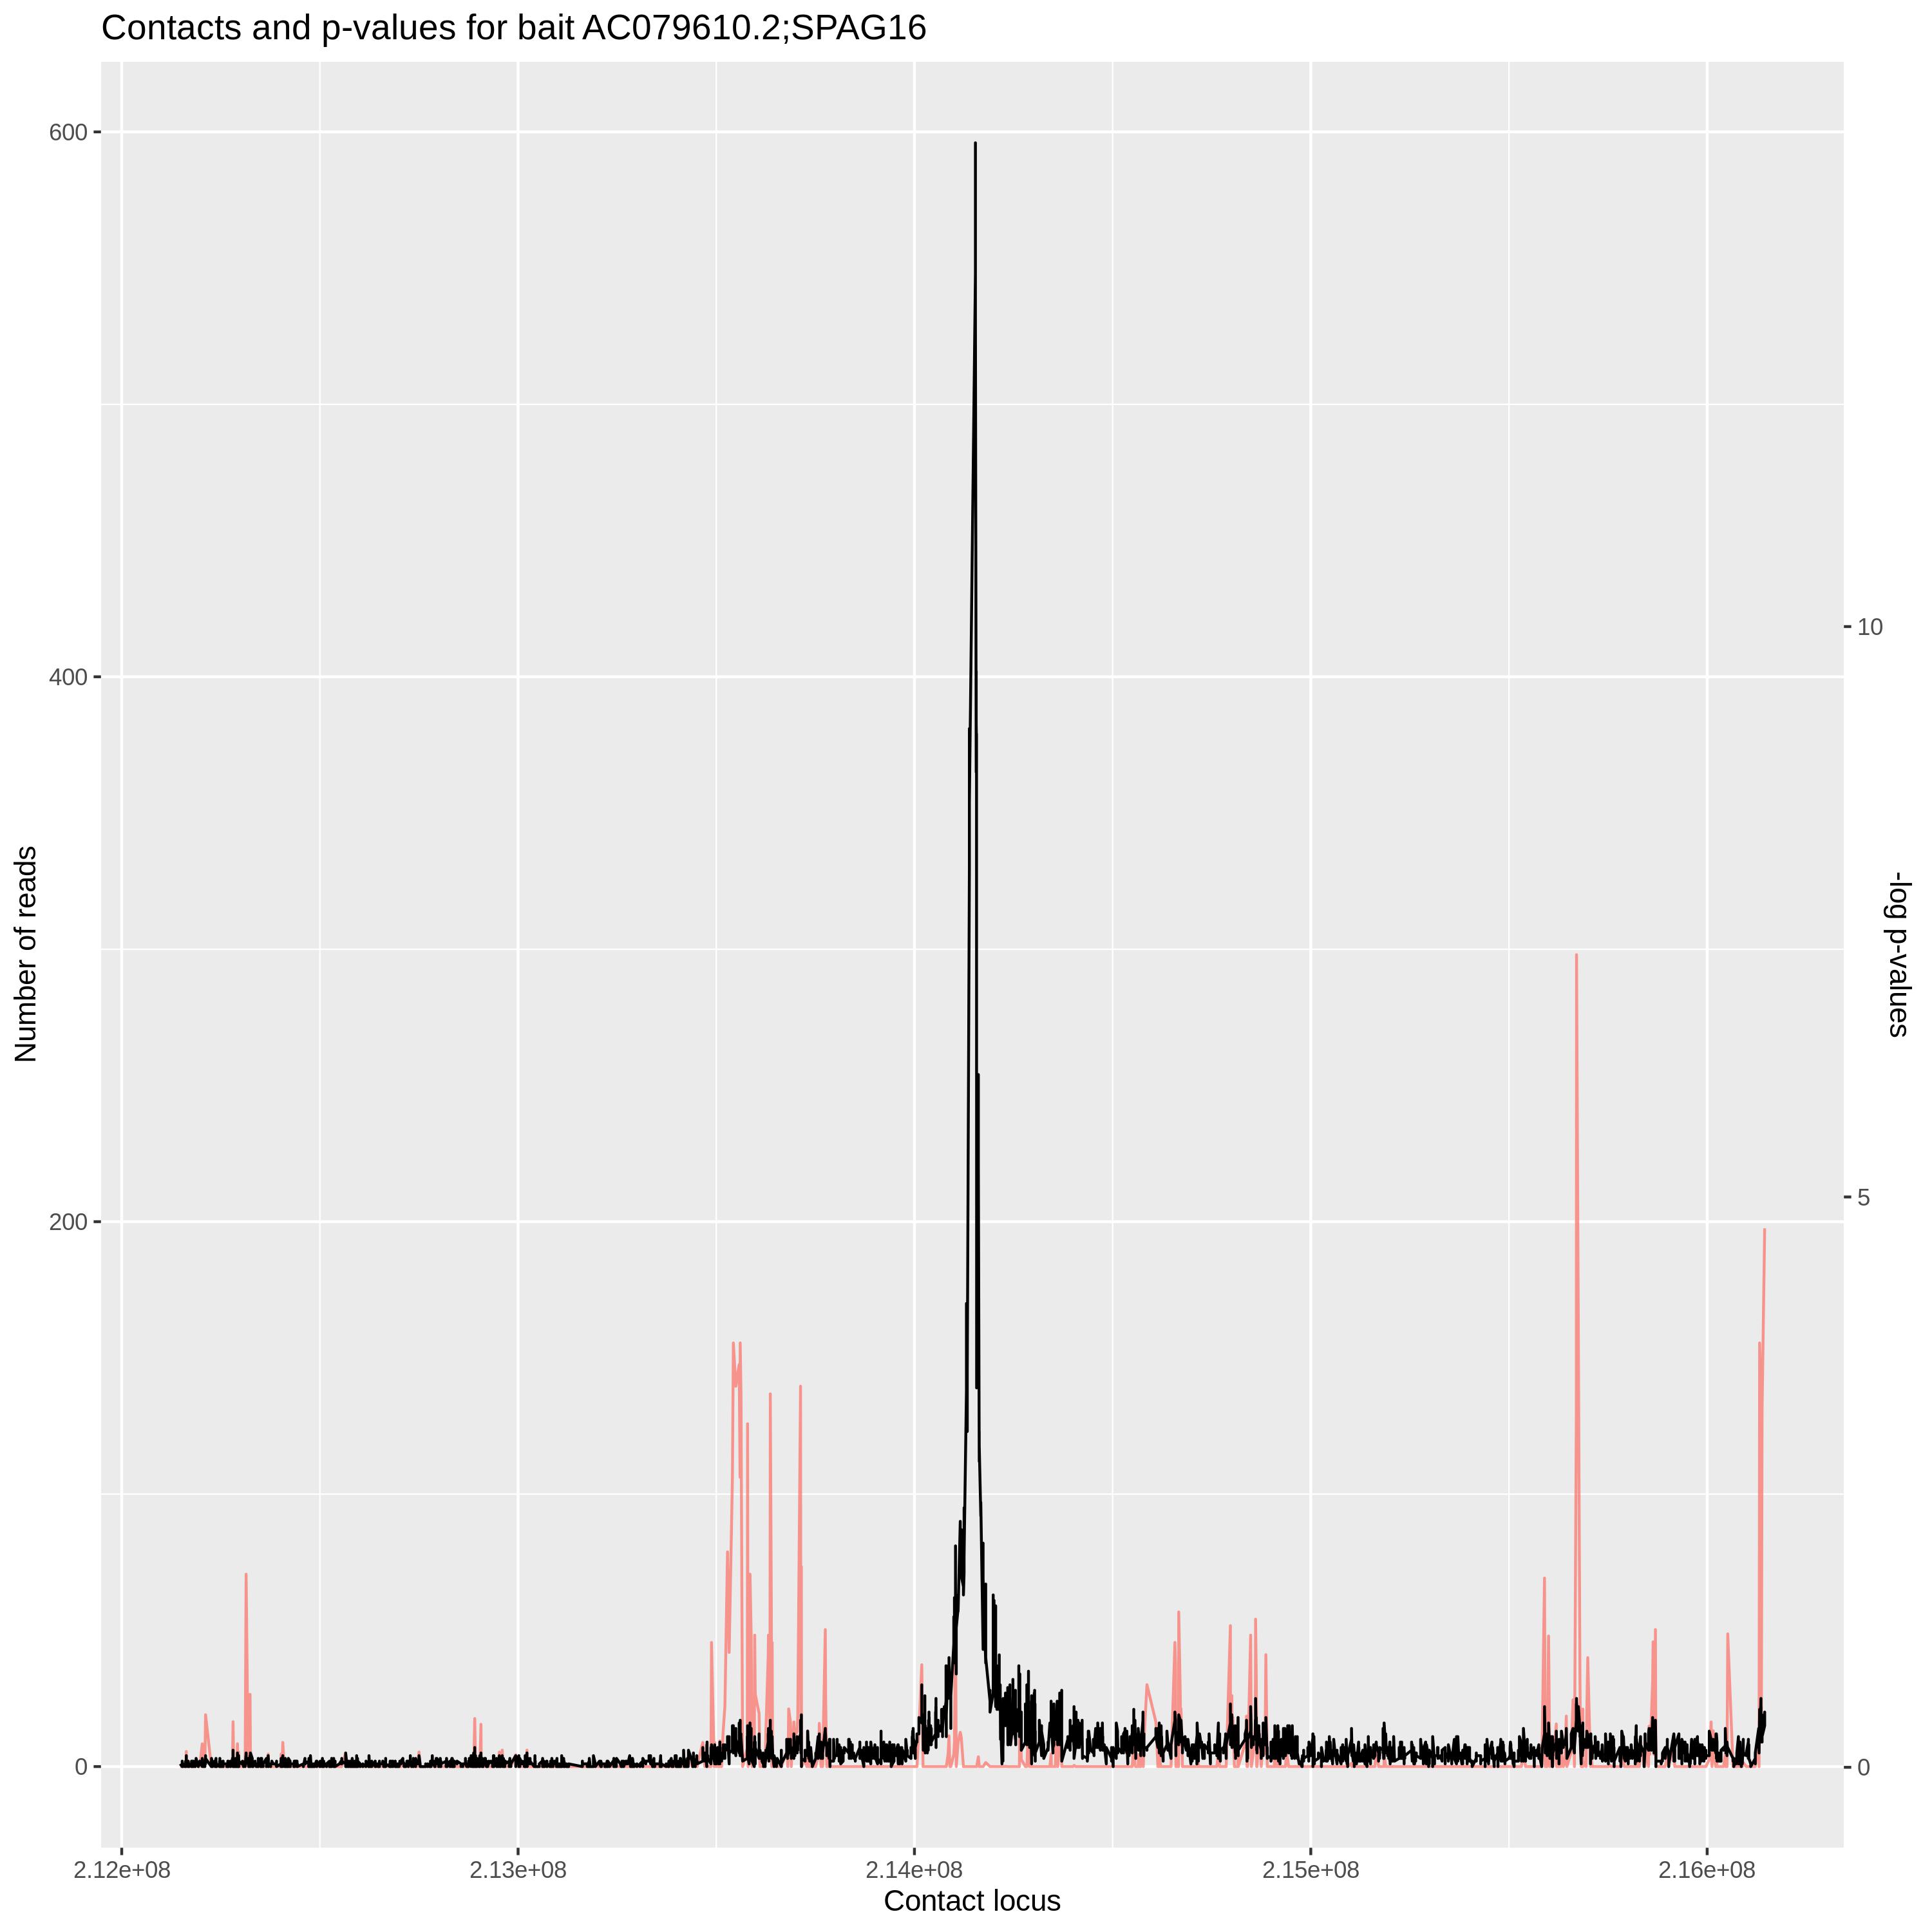 Contacts and p-values for bait AC079610.2;SPAG16
600
400
200
0
Number of reads
10
5
0
-log p-values
2.12e+08
2.13e+08
2.14e+08
2.15e+08
2.16e+08
Contact locus